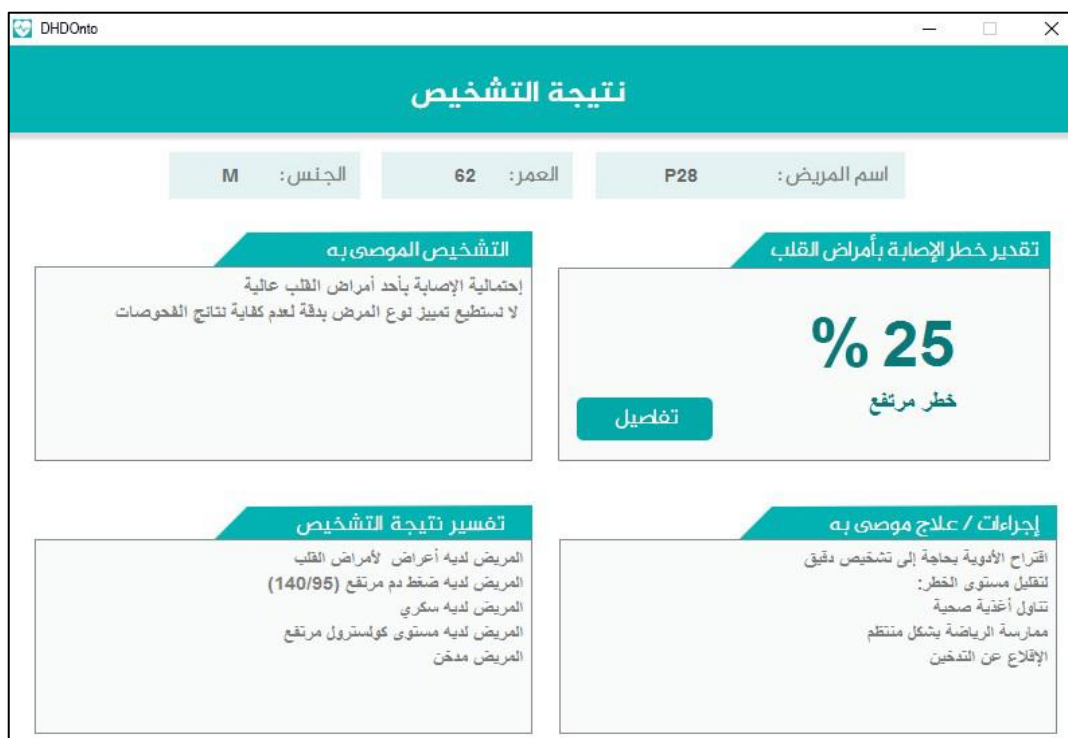 DHDOnto
نتيجة التشخيص
اسم المريض: P28
العمر: 62
الجنس: M
تقدير خطر الإصابة بأمراض القلب
25 %
خطر مرتفع
تفاصيل
التشخيص الموصى به
إحتمالية الإصابة بأحد أمراض القلب عالية
لا نستطيع تمييز نوع المرض بدقة لعدم كفاية نتائج الفحوصات
إجراءات / علاج موصى به
اقتراح الأدوية بحاجة إلى تشخيص دقيق
لتقليل مستوى الخطر:
تناول أغذية صحية
ممارسة الرياضة بشكل منتظم
الإقلاع عن التدخين
تفسير نتيجة التشخيص
المريض لديه أعراض لأمراض القلب
المريض لديه ضغط دم مرتفع (140/95)
المريض لديه سكري
المريض لديه مستوى كولسترول مرتفع
المريض مدخن